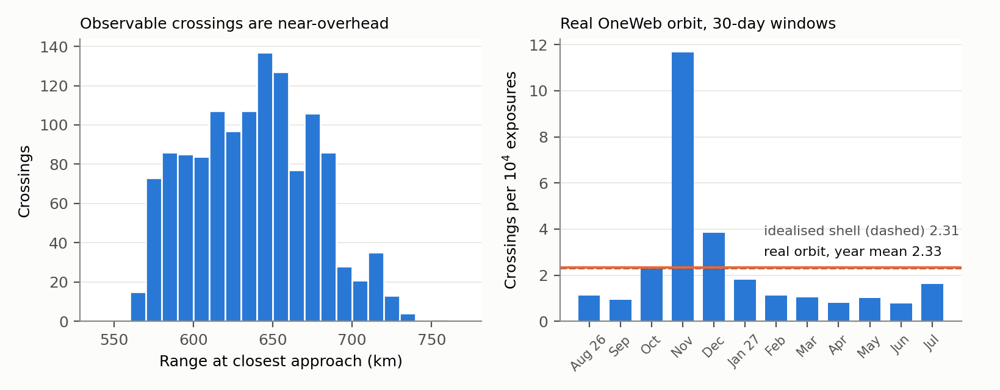 Observable crossings are near-overhead
140
120
100
80
60
40
20
0
Crossings
550 600 650 700 750
Range at closest approach (km)
Real OneWeb orbit, 30-day windows
12
10
8
6
4
2
0
Crossings per 10⁴ exposures
idealised shell (dashed) 2.31
real orbit, year mean 2.33
Aug 26 Sep Oct Nov Dec Jan 27 Feb Mar Apr May Jun Jul